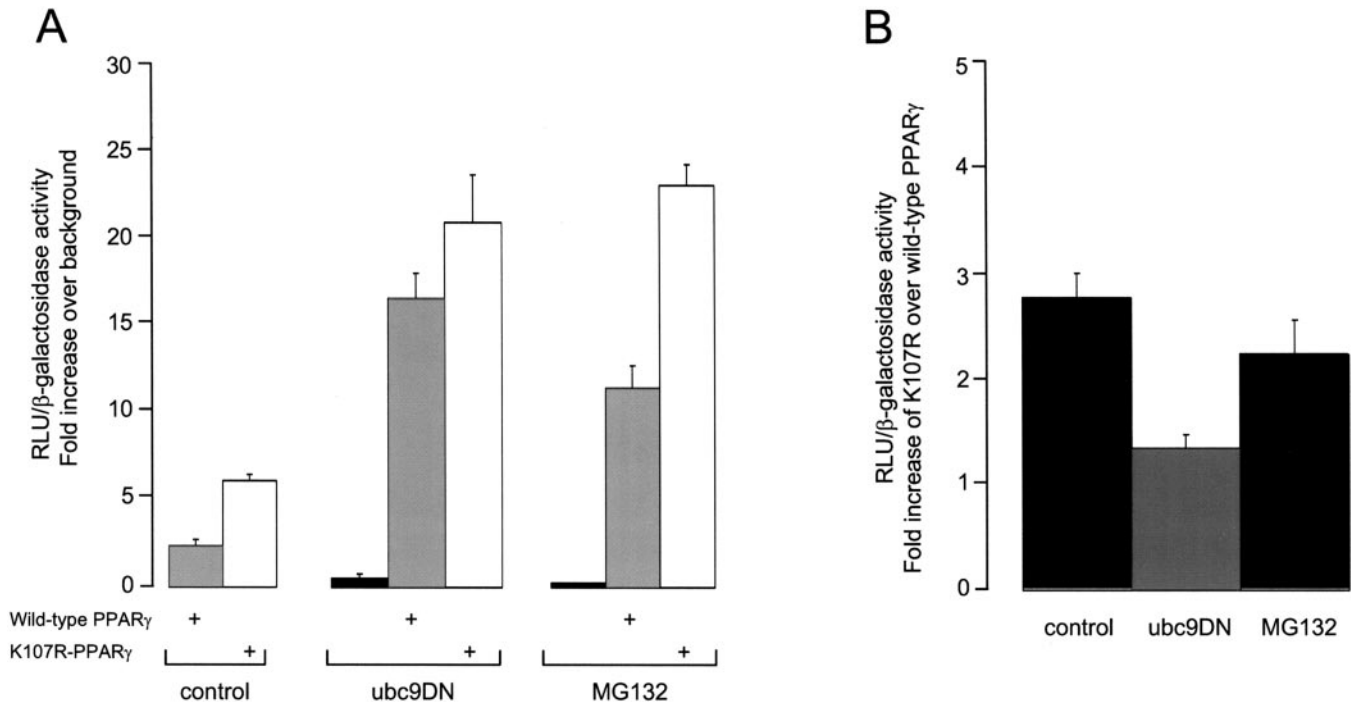 A
RLU/β-galactosidase activity
Fold increase over background
30
25
20
15
10
5
0
Wild-type PPARγ + + +
K107R-PPARγ + + +
control ubc9DN MG132
B
RLU/β-galactosidase activity
Fold increase of K107R over wild-type PPARγ
5
4
3
2
1
0
control ubc9DN MG132